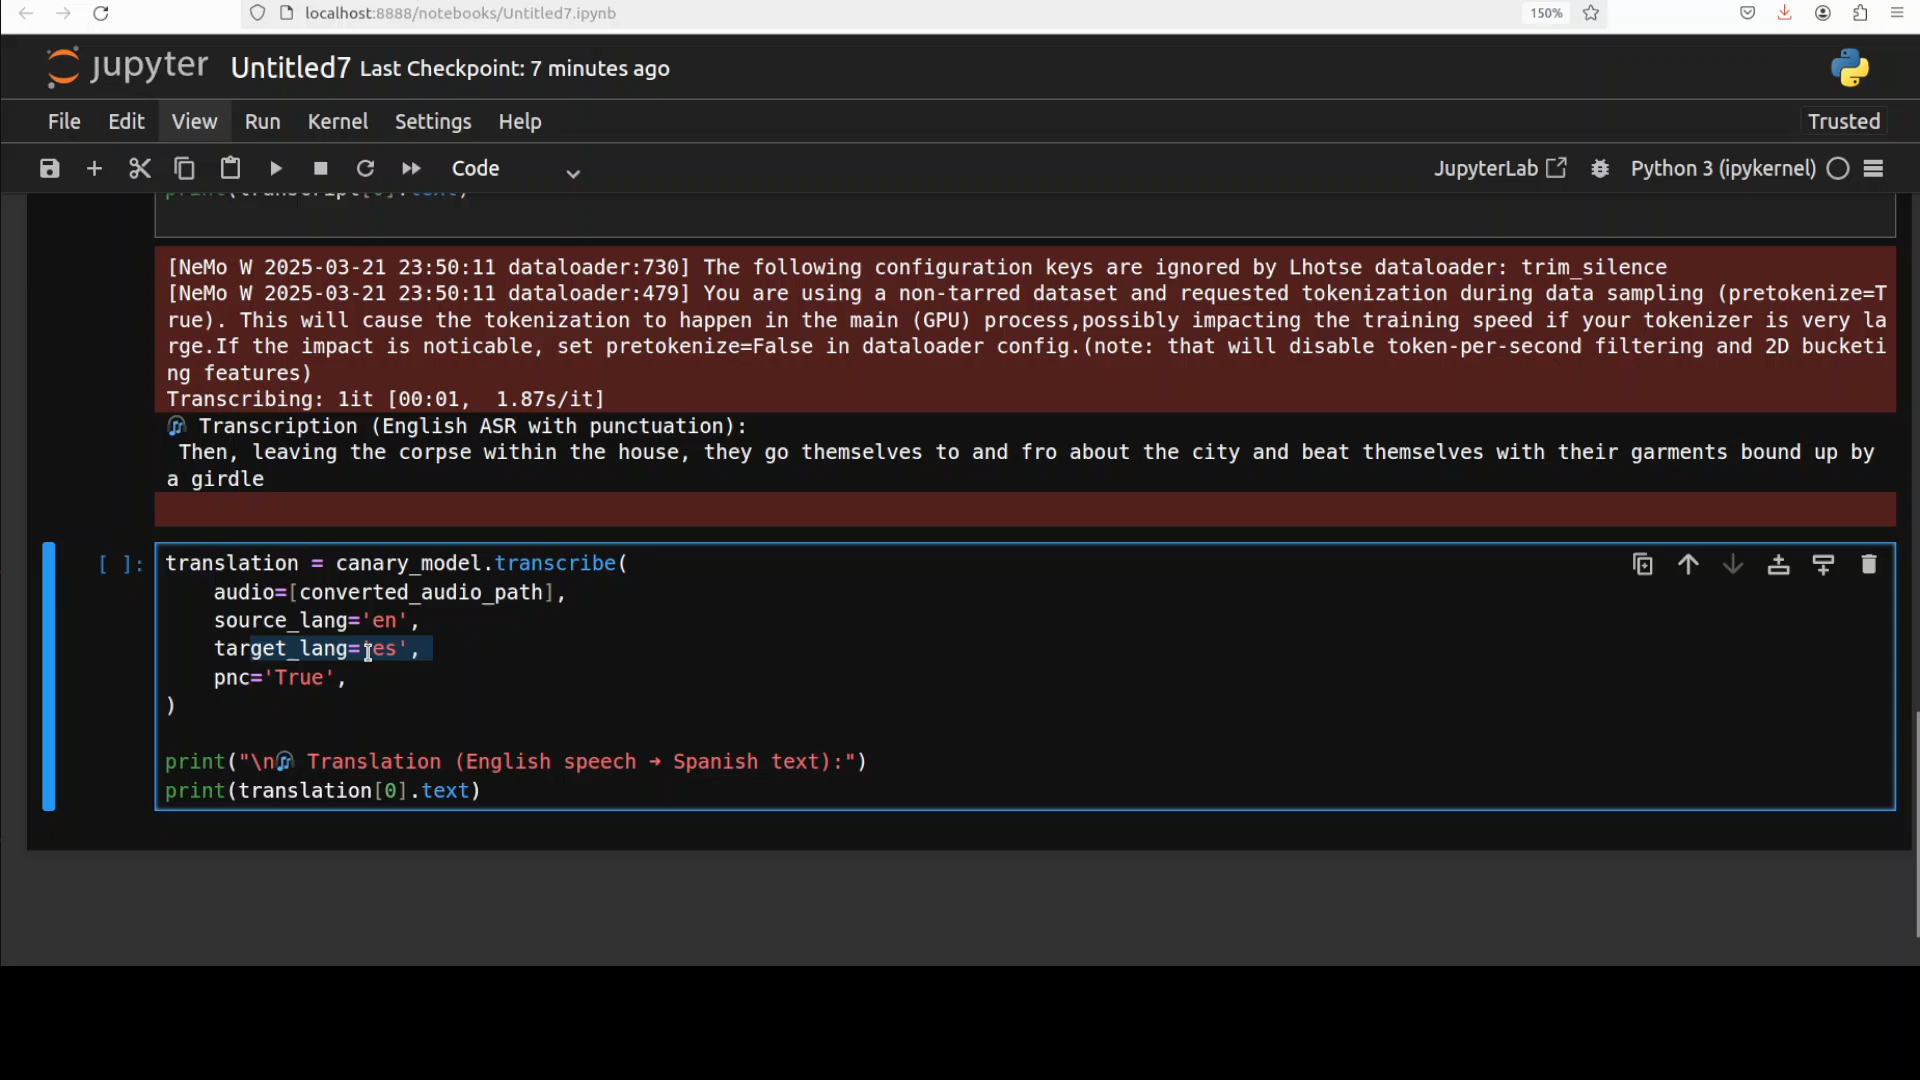 localhost:8888/notebooks/Untitled7.ipynb
150%
jupyter Untitled7 Last Checkpoint: 7 minutes ago
File Edit View Run Kernel Settings Help Trusted
Code JupyterLab Python 3 (ipykernel)
print(transcript[0].text)
[NeMo W 2025-03-21 23:50:11 dataloader:730] The following configuration keys are ignored by Lhotse dataloader: trim_silence
[NeMo W 2025-03-21 23:50:11 dataloader:479] You are using a non-tarred dataset and requested tokenization during data sampling (pretokenize=T
rue). This will cause the tokenization to happen in the main (GPU) process,possibly impacting the training speed if your tokenizer is very la
rge.If the impact is noticable, set pretokenize=False in dataloader config.(note: that will disable token-per-second filtering and 2D bucketi
ng features)
Transcribing: 1it [00:01,  1.87s/it]
🎧 Transcription (English ASR with punctuation):
Then, leaving the corpse within the house, they go themselves to and fro about the city and beat themselves with their garments bound up by
a girdle
[ ]:
translation = canary_model.transcribe(
    audio=[converted_audio_path],
    source_lang='en',
    target_lang='es',
    pnc='True',
)
print("\n🎧 Translation (English speech → Spanish text):")
print(translation[0].text)